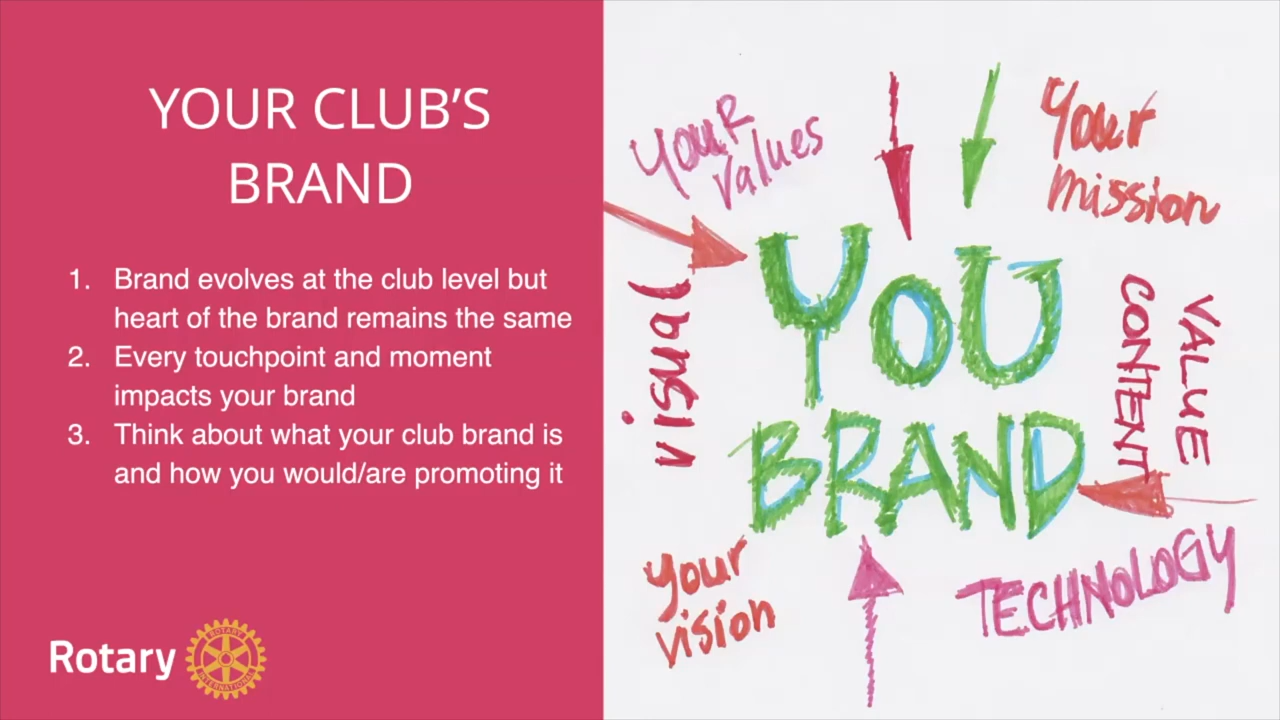 YOUR CLUB’S
BRAND
1. Brand evolves at the club level but
heart of the brand remains the same
2. Every touchpoint and moment
impacts your brand
3. Think about what your club brand is
and how you would/are promoting it
Rotary
ROTARY
INTERNATIONAL
your
values
your
mission
visual
YOU
BRAND
CONTENT
VALUE
your
vision
TECHNOLOGY